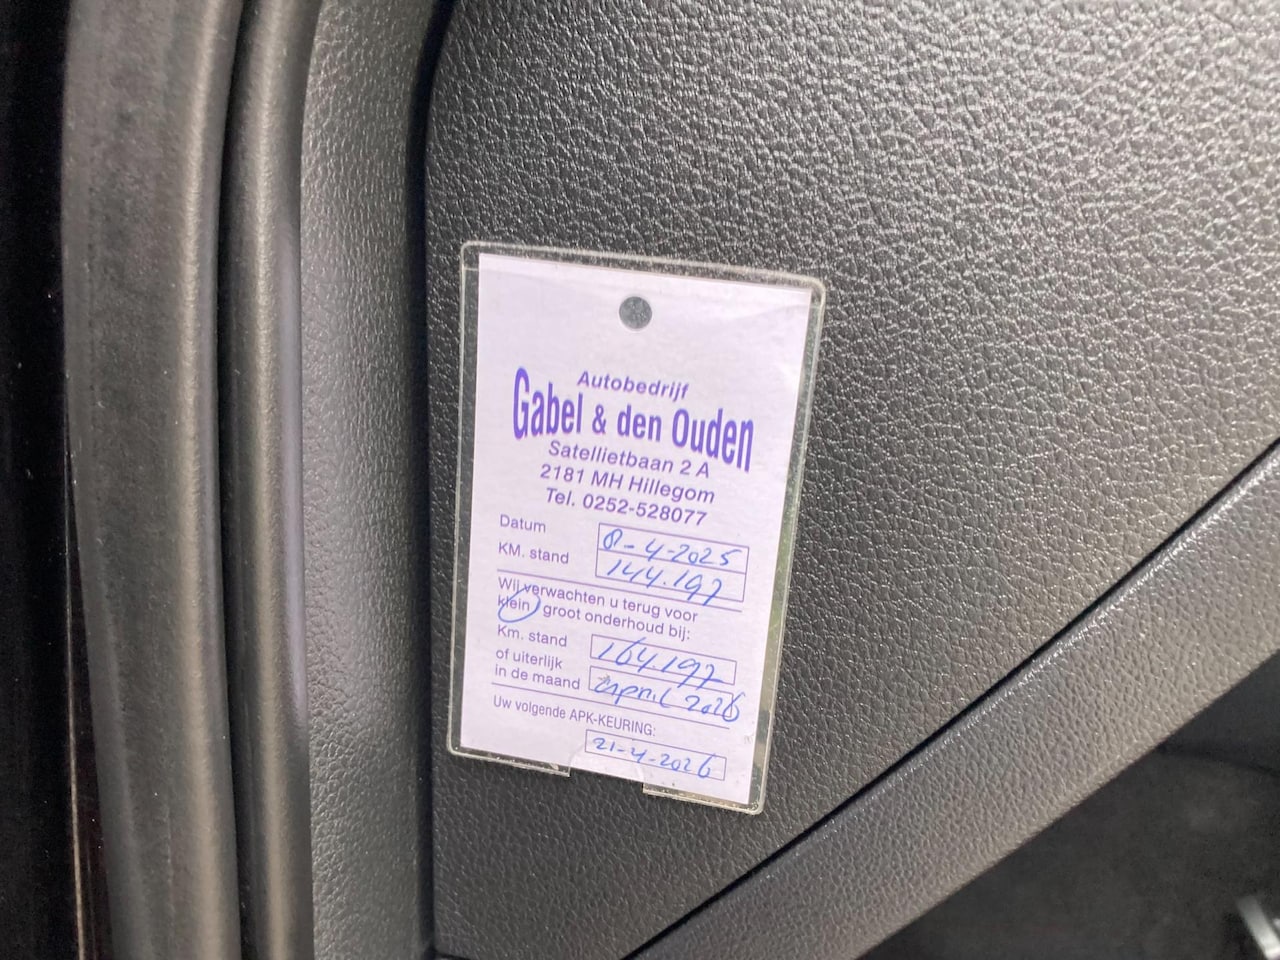 Autobedrijf
Gabel & den Ouden
Satellietbaan 2 A
2181 MH Hillegom
Tel. 0252-528077
Datum 8-4-2025
KM. stand 144.197
Wij verwachten u terug voor
klein / groot onderhoud bij:
Km. stand 164.197
of uiterlijk
in de maand april 2026
Uw volgende APK-KEURING:
21-4-2026